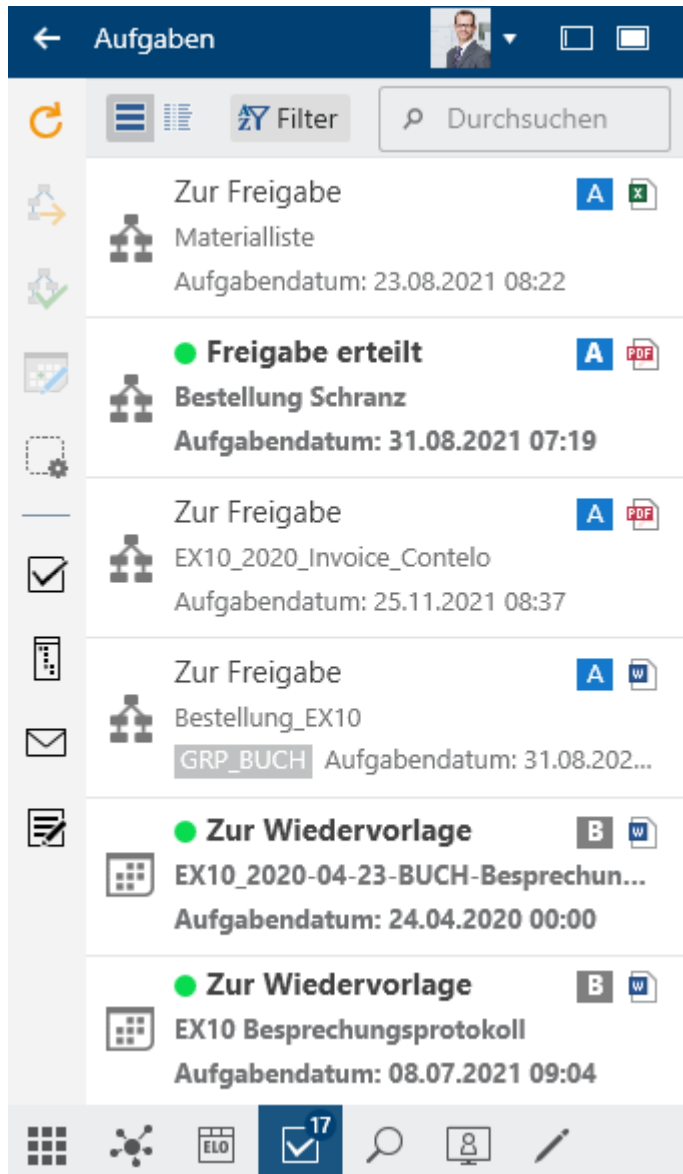 Aufgaben
Filter
Durchsuchen
Zur Freigabe A
Materialliste
Aufgabendatum: 23.08.2021 08:22
Freigabe erteilt A PDF
Bestellung Schranz
Aufgabendatum: 31.08.2021 07:19
Zur Freigabe A PDF
EX10_2020_Invoice_Contelo
Aufgabendatum: 25.11.2021 08:37
Zur Freigabe A W
Bestellung_EX10
GRP_BUCH Aufgabendatum: 31.08.202...
Zur Wiedervorlage B W
EX10_2020-04-23-BUCH-Besprechun...
Aufgabendatum: 24.04.2020 00:00
Zur Wiedervorlage B W
EX10 Besprechungsprotokoll
Aufgabendatum: 08.07.2021 09:04
ELO 17